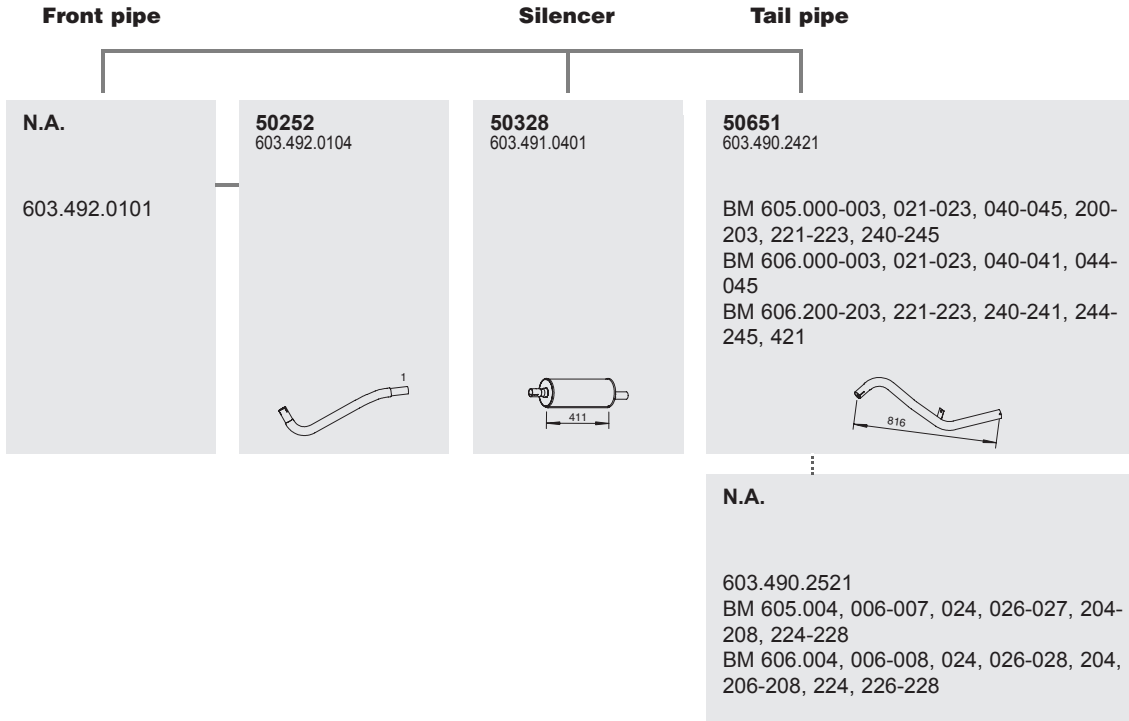 Front pipe
Silencer
Tail pipe
N.A.
603.492.0101
50252
603.492.0104
1
50328
603.491.0401
411
50651
603.490.2421
BM 605.000-003, 021-023, 040-045, 200-
203, 221-223, 240-245
BM 606.000-003, 021-023, 040-041, 044-
045
BM 606.200-203, 221-223, 240-241, 244-
245, 421
816
N.A.
603.490.2521
BM 605.004, 006-007, 024, 026-027, 204-
208, 224-228
BM 606.004, 006-008, 024, 026-028, 204,
206-208, 224, 226-228